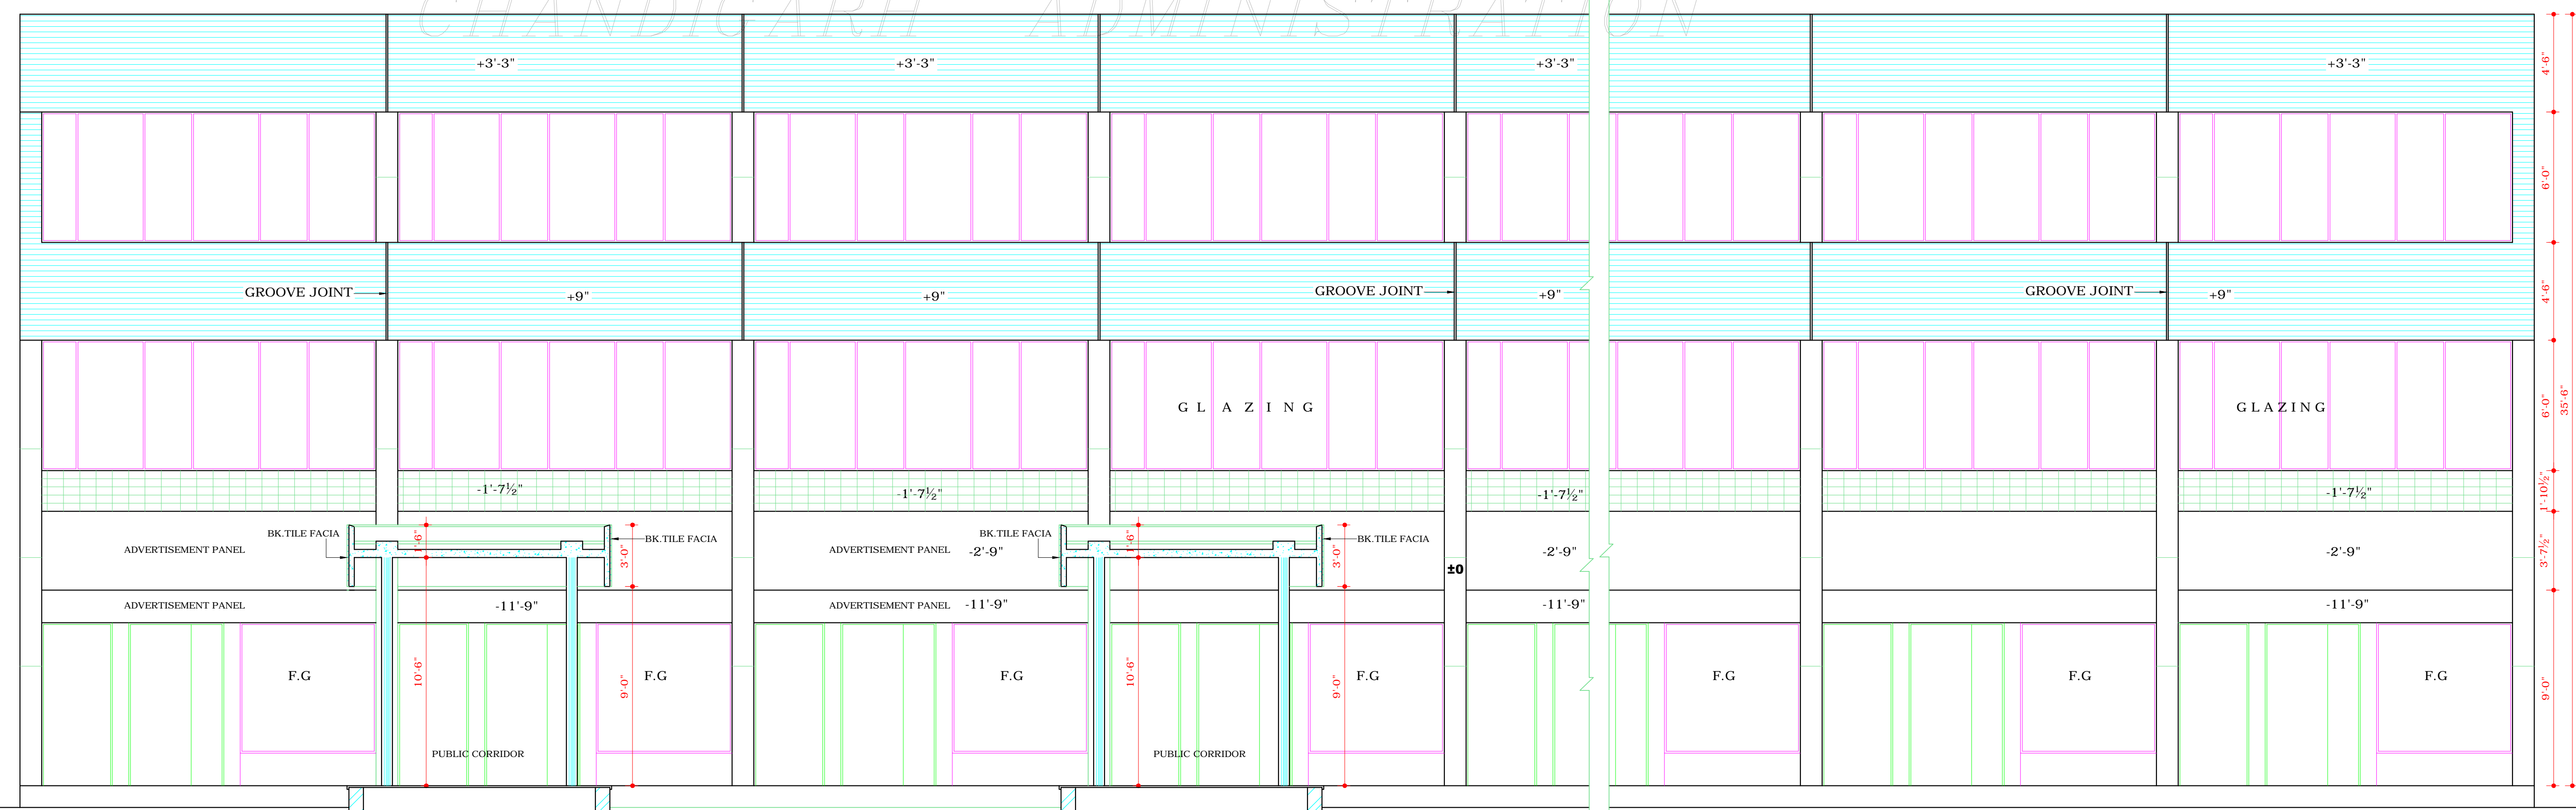 CHANDIGARH ADMINISTRATION
+3'-3" +3'-3" +3'-3" +3'-3"
4'-6"
6'-0"
GROOVE JOINT +9" +9" GROOVE JOINT +9" GROOVE JOINT +9"
4'-6"
G L A Z I N G GLAZING
6'-0"
35'-6"
-1'-7½" -1'-7½" -1'-7½" -1'-7½"
1'-10½"
BK.TILE FACIA 1'-6" BK.TILE FACIA 3'-0" BK.TILE FACIA 1'-6" BK.TILE FACIA 3'-0"
ADVERTISEMENT PANEL ADVERTISEMENT PANEL -2'-9" -2'-9" -2'-9"
3'-7½"
±0
ADVERTISEMENT PANEL -11'-9" ADVERTISEMENT PANEL -11'-9" -11'-9" -11'-9"
F.G 10'-6" 9'-0" F.G F.G 10'-6" 9'-0" F.G F.G F.G F.G
9'-0"
PUBLIC CORRIDOR PUBLIC CORRIDOR